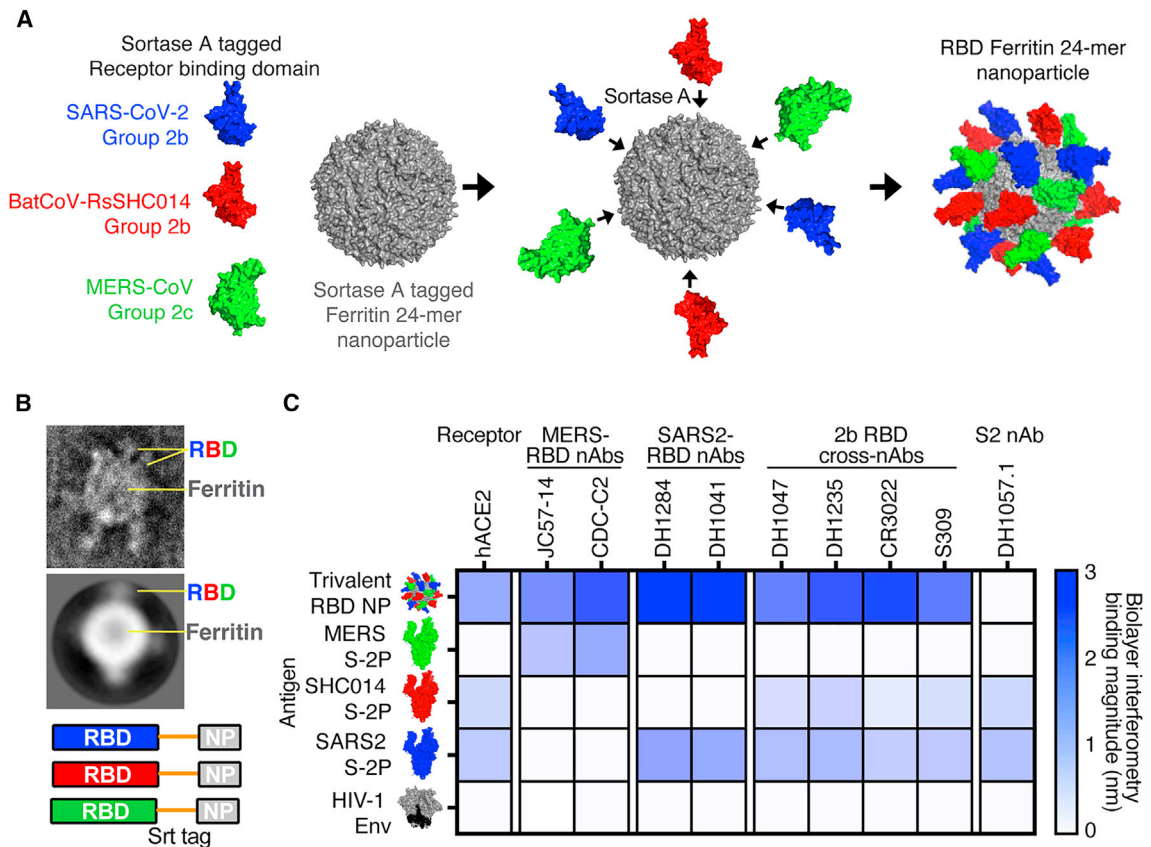 A
Sortase A tagged
Receptor binding domain
SARS-CoV-2
Group 2b
BatCoV-RsSHC014
Group 2b
MERS-CoV
Group 2c
Sortase A tagged
Ferritin 24-mer
nanoparticle
Sortase A
RBD Ferritin 24-mer
nanoparticle
B
RBD
Ferritin
RBD
Ferritin
RBD NP
RBD NP
RBD NP
Srt tag
C
Receptor
MERS-
RBD nAbs
SARS2-
RBD nAbs
2b RBD
cross-nAbs
S2 nAb
hACE2
JC57-14
CDC-C2
DH1284
DH1041
DH1047
DH1235
CR3022
S309
DH1057.1
Antigen
Trivalent
RBD NP
MERS
S-2P
SHC014
S-2P
SARS2
S-2P
HIV-1
Env
3
2
1
0
Biolayer interferometry
binding magnitude (nm)